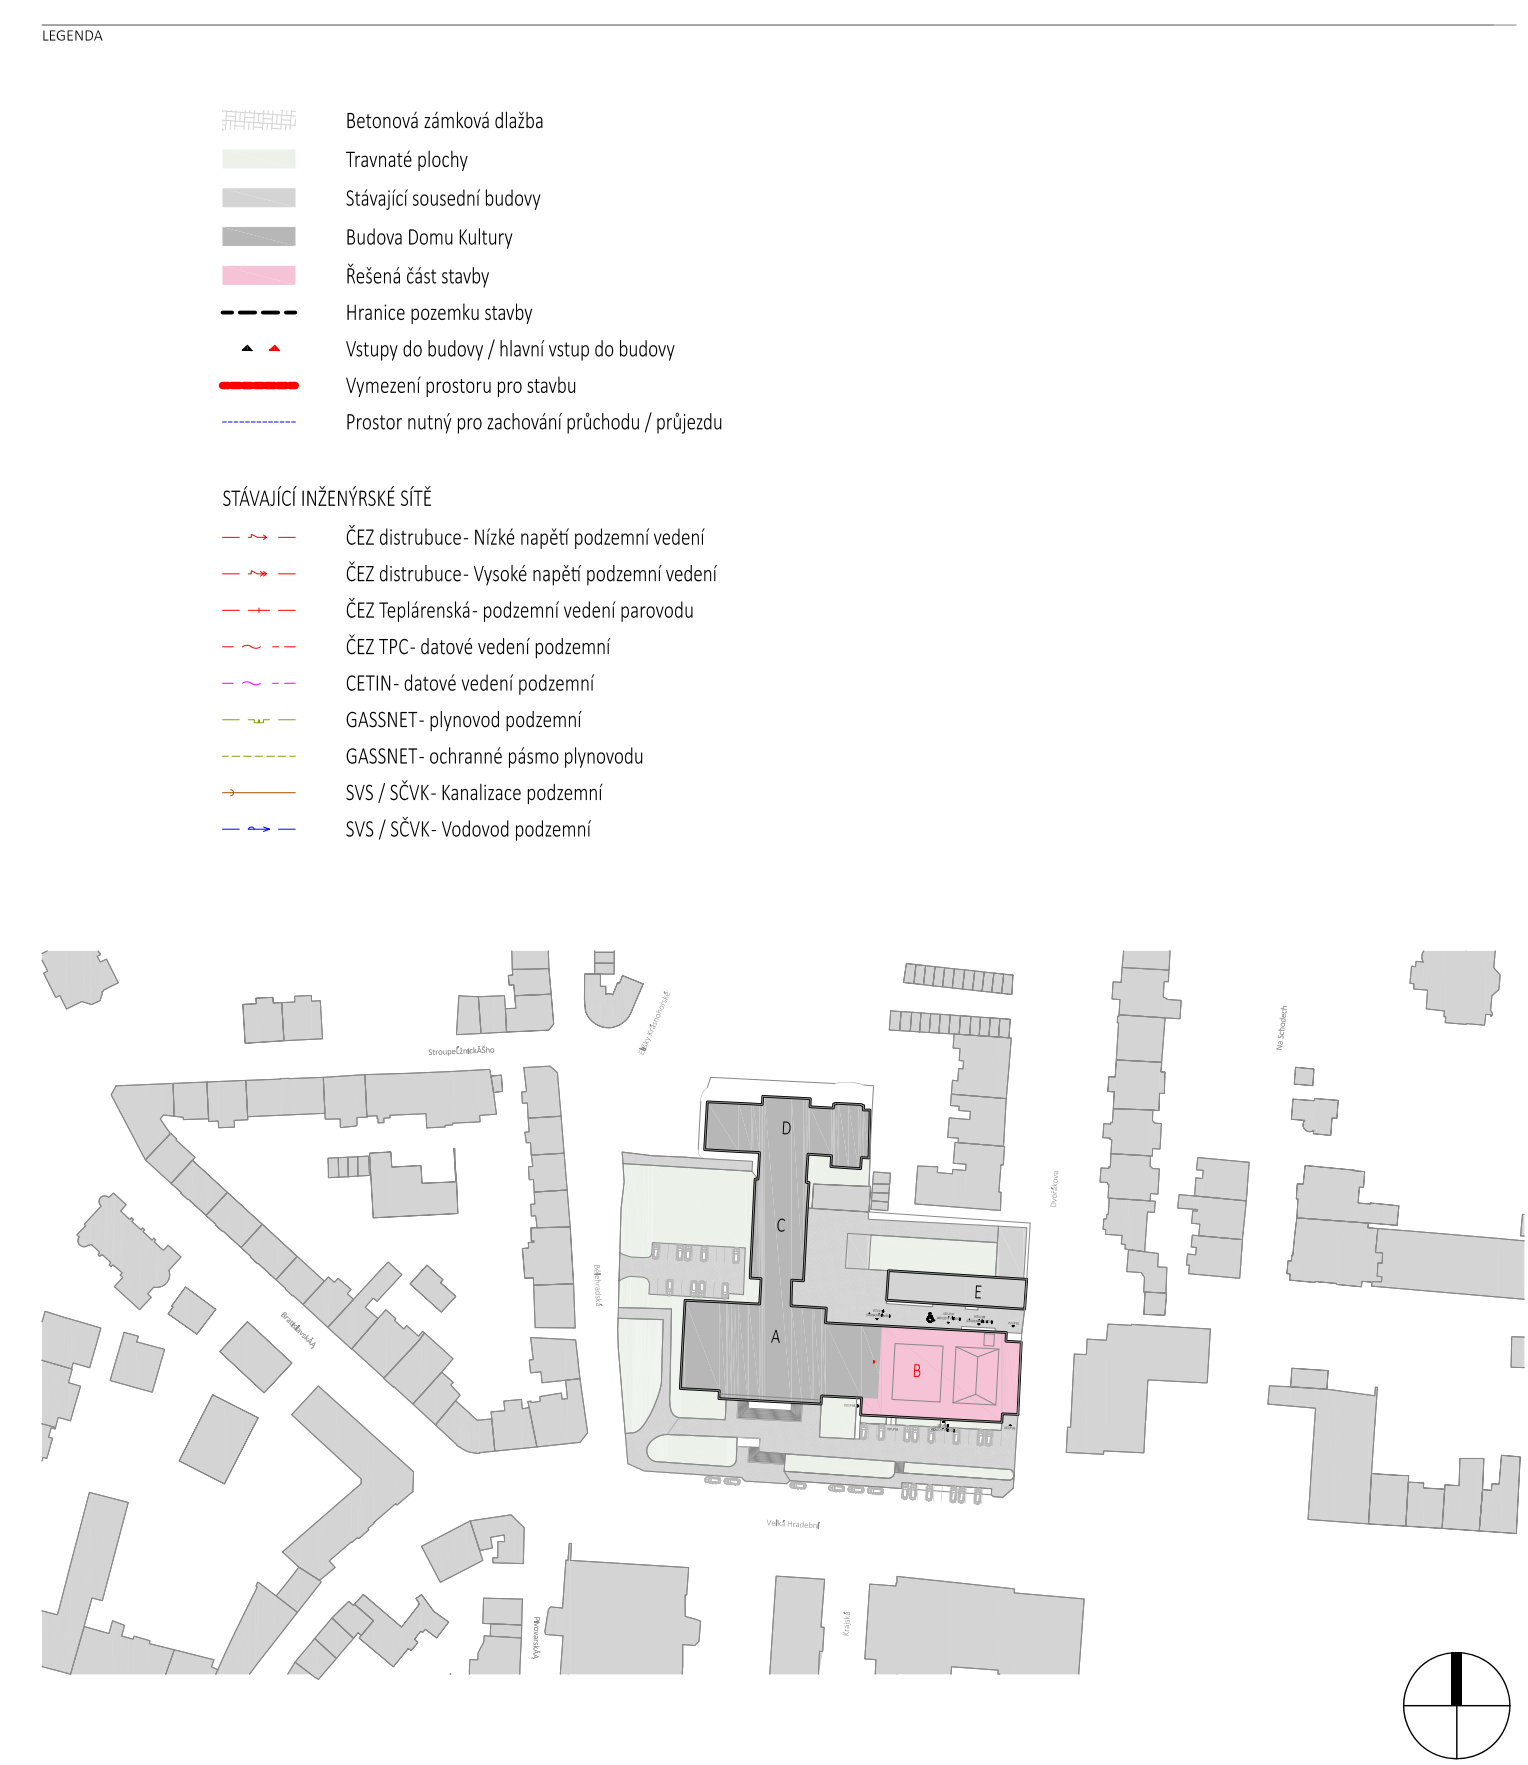 LEGENDA
Betonová zámková dlažba
Travnaté plochy
Stávající sousední budovy
Budova Domu Kultury
Řešená část stavby
Hranice pozemku stavby
Vstupy do budovy / hlavní vstup do budovy
Vymezení prostoru pro stavbu
Prostor nutný pro zachování průchodu / průjezdu
STÁVAJÍCÍ INŽENÝRSKÉ SÍTĚ
ČEZ distrubuce- Nízké napětí podzemní vedení
ČEZ distrubuce- Vysoké napětí podzemní vedení
ČEZ Teplárenská- podzemní vedení parovodu
ČEZ TPC- datové vedení podzemní
CETIN- datové vedení podzemní
GASSNET- plynovod podzemní
GASSNET- ochranné pásmo plynovodu
SVS / SČVK- Kanalizace podzemní
SVS / SČVK- Vodovod podzemní
Na Schodech
D
Dvořákova
C
E
A
B
Velká Hradební
Krajská